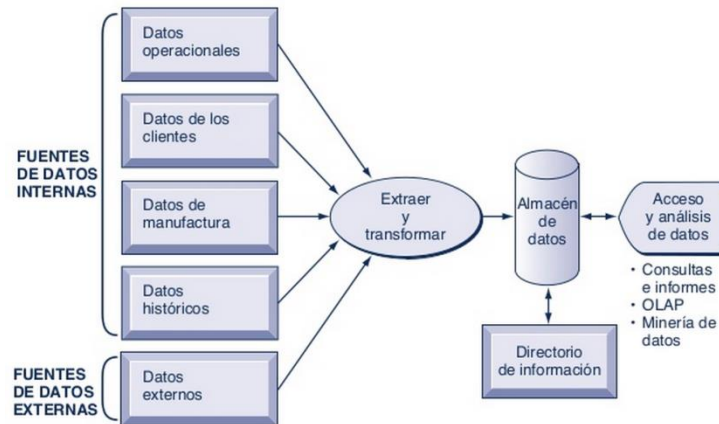 FUENTES
DE DATOS
INTERNAS
Datos
operacionales
Datos de los
clientes
Datos de
manufactura
Datos
históricos
FUENTES
DE DATOS
EXTERNAS
Datos
externos
Extraer
y
transformar
Almacén
de
datos
Directorio
de información
Acceso
y análisis
de datos
• Consultas
e informes
• OLAP
• Minería de
datos